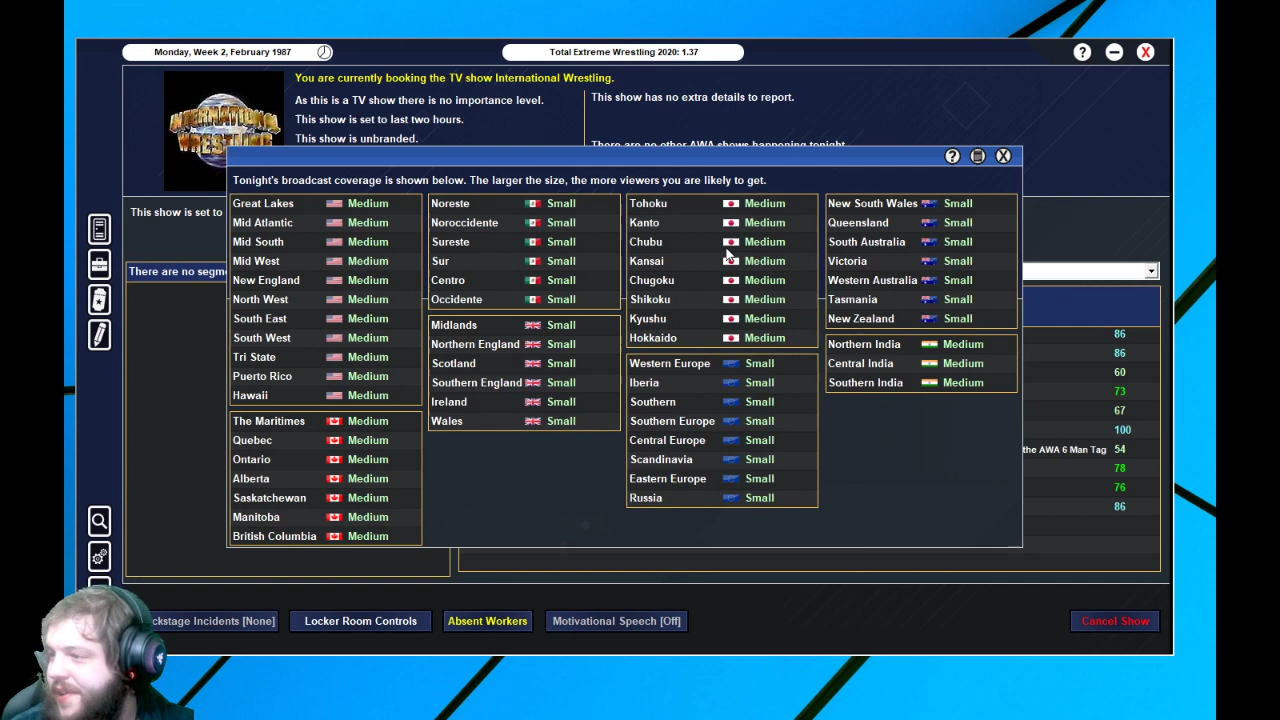 Monday, Week 2, February 1987
Total Extreme Wrestling 2020: 1.37
?
X
INTERNATIONAL
WRESTLING
You are currently booking the TV show International Wrestling.
As this is a TV show there is no importance level.
This show is set to last two hours.
This show is unbranded.
This show has no extra details to report.
There are no other AWA shows happening tonight.
? X
Tonight's broadcast coverage is shown below. The larger the size, the more viewers you are likely to get.
Great Lakes Medium
Mid Atlantic Medium
Mid South Medium
Mid West Medium
New England Medium
North West Medium
South East Medium
South West Medium
Tri State Medium
Puerto Rico Medium
Hawaii Medium
The Maritimes Medium
Quebec Medium
Ontario Medium
Alberta Medium
Saskatchewan Medium
Manitoba Medium
British Columbia Medium
Noreste Small
Noroccidente Small
Sureste Small
Sur Small
Centro Small
Occidente Small
Midlands Small
Northern England Small
Scotland Small
Southern England Small
Ireland Small
Wales Small
Tohoku Medium
Kanto Medium
Chubu Medium
Kansai Medium
Chugoku Medium
Shikoku Medium
Kyushu Medium
Hokkaido Medium
Western Europe Small
Iberia Small
Southern Small
Southern Europe Small
Central Europe Small
Scandinavia Small
Eastern Europe Small
Russia Small
New South Wales Small
Queensland Small
South Australia Small
Victoria Small
Western Australia Small
Tasmania Small
New Zealand Small
Northern India Medium
Central India Medium
Southern India Medium
This show is set to
There are no segm
86
86
60
73
67
100
the AWA 6 Man Tag 54
78
76
86
ckstage Incidents [None]
Locker Room Controls
Absent Workers
Motivational Speech [Off]
Cancel Show